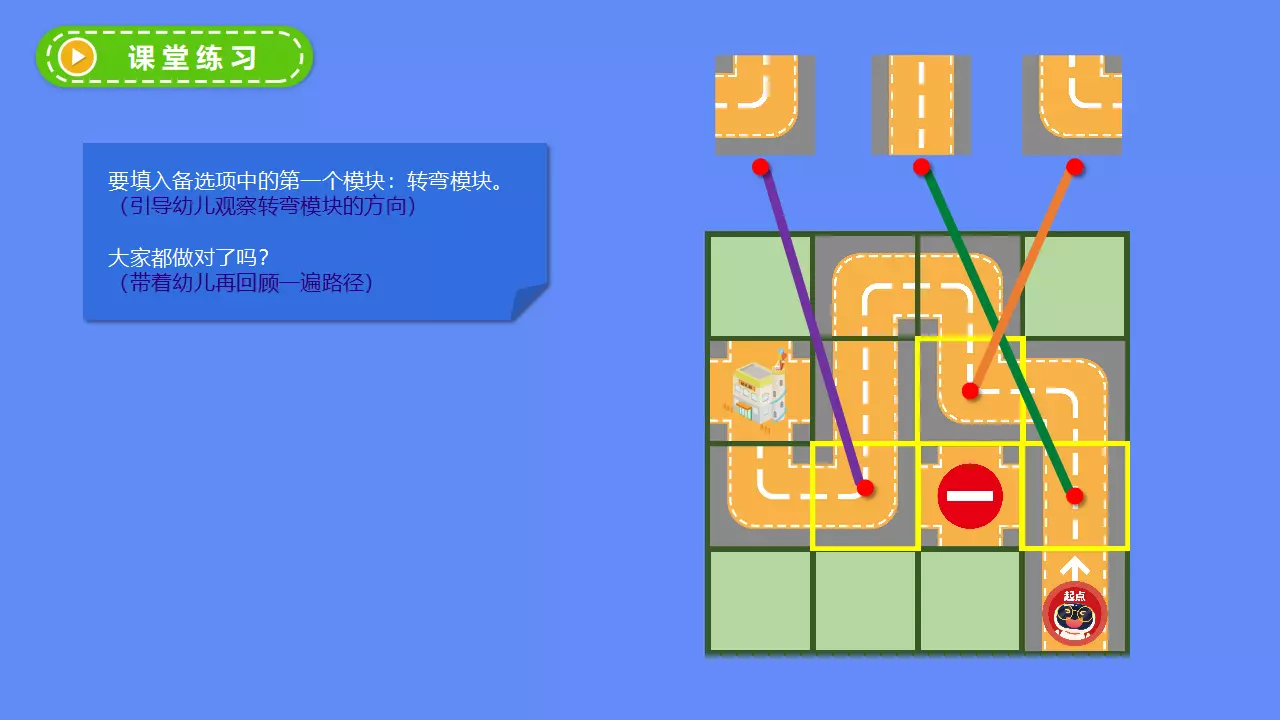 课堂练习
要填入备选项中的第一个模块：转弯模块。
（引导幼儿观察转弯模块的方向）
大家都做对了吗？
（带着幼儿再回顾一遍路径）
起点